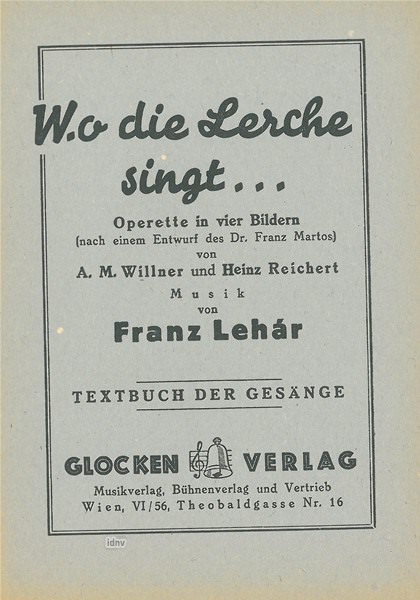 Wo die Lerche
singt...
Operette in vier Bildern
(nach einem Entwurf des Dr. Franz Martos)
von
A. M. Willner und Heinz Reichert
Musik
von
Franz Lehár
TEXTBUCH DER GESÄNGE
GLOCKEN VERLAG
Musikverlag, Bühnenverlag und Vertrieb
Wien, VI/56, Theobaldgasse Nr. 16
idnv